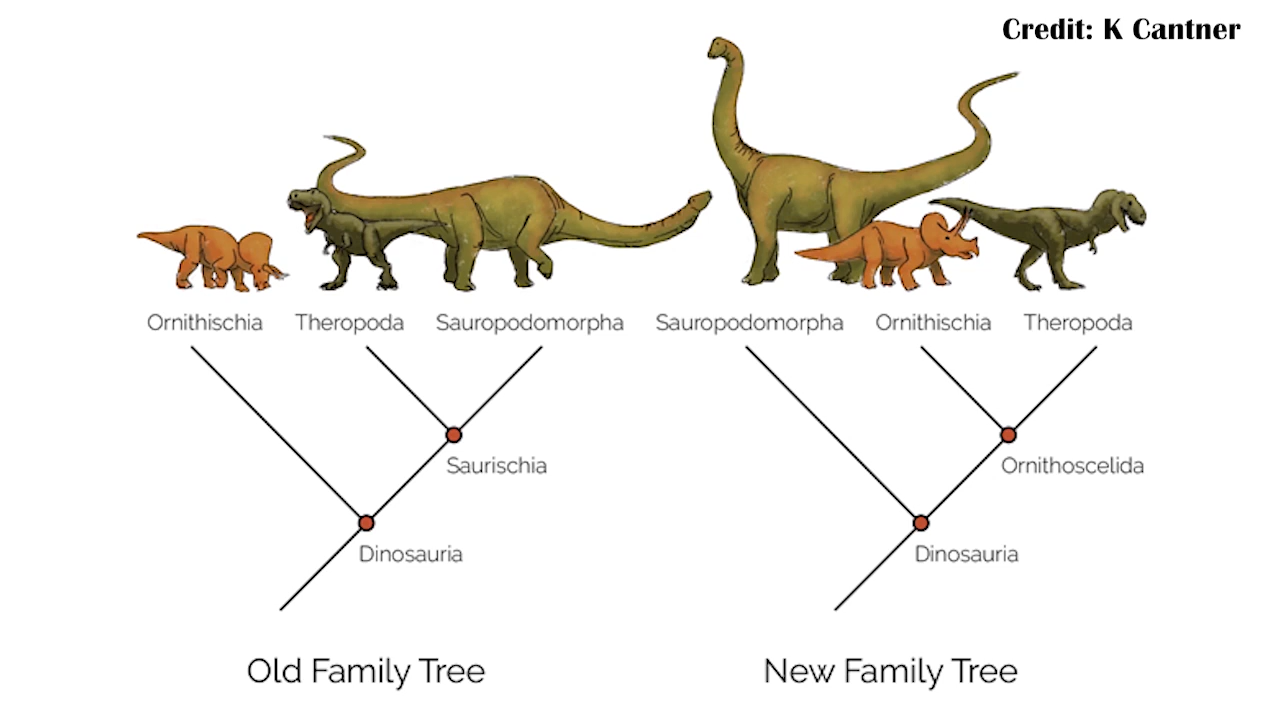 Credit: K Cantner
Ornithischia Theropoda Sauropodomorpha
Saurischia
Dinosauria
Old Family Tree
Sauropodomorpha Ornithischia Theropoda
Ornithoscelida
Dinosauria
New Family Tree